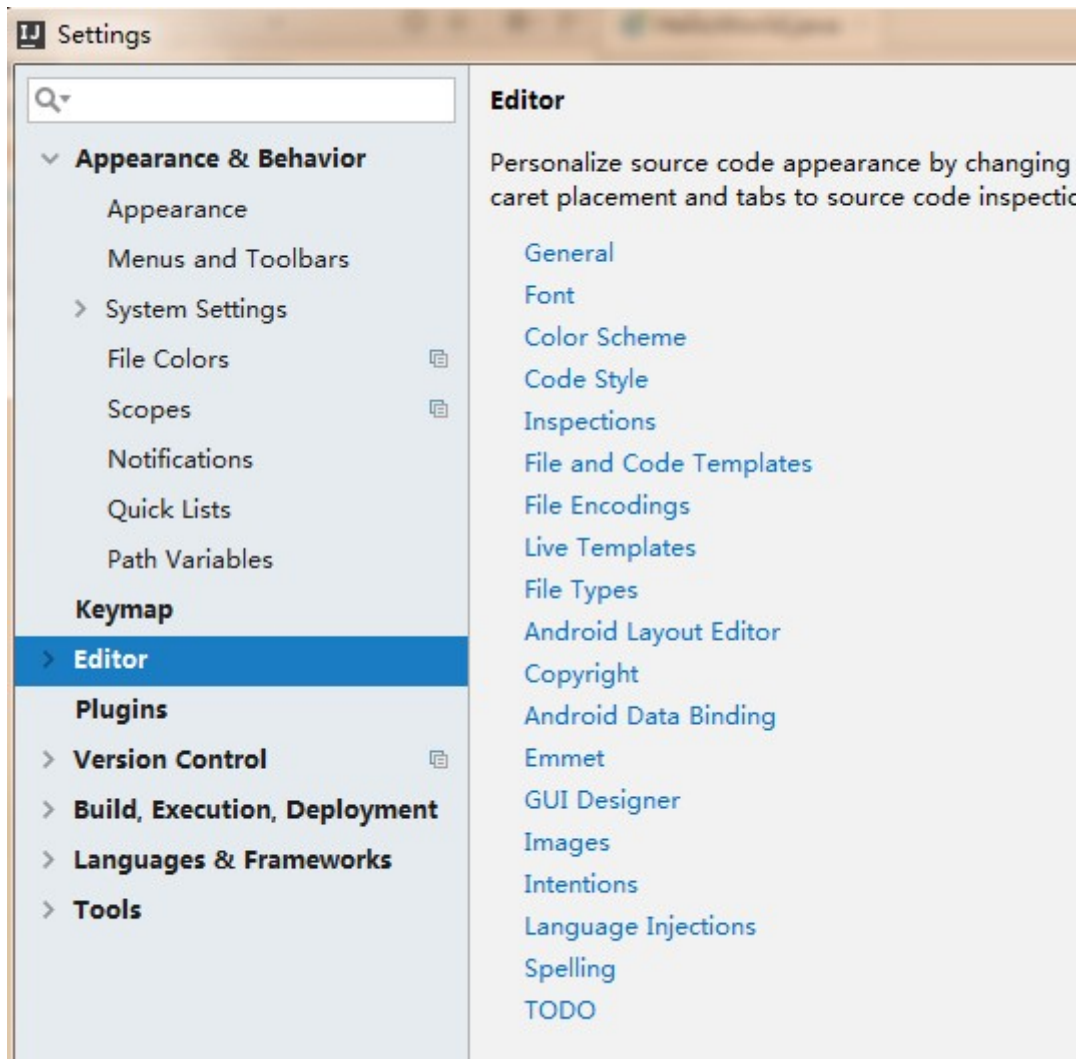 IJ Settings
Appearance & Behavior
Appearance
Menus and Toolbars
System Settings
File Colors
Scopes
Notifications
Quick Lists
Path Variables
Keymap
Editor
Plugins
Version Control
Build, Execution, Deployment
Languages & Frameworks
Tools
Editor
Personalize source code appearance by changing
caret placement and tabs to source code
General
Font
Color Scheme
Code Style
Inspections
File and Code Templates
File Encodings
Live Templates
File Types
Android Layout Editor
Copyright
Android Data Binding
Emmet
GUI Designer
Images
Intentions
Language Injections
Spelling
TODO